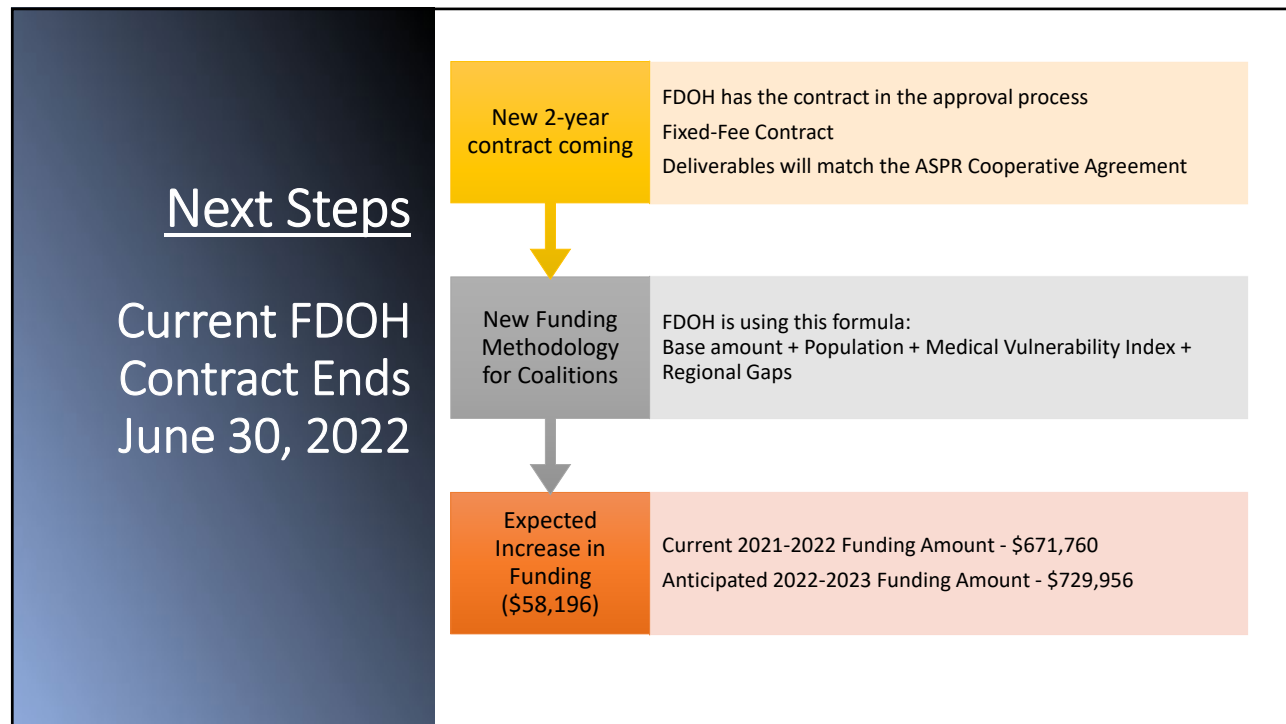 Next Steps
Current FDOH
Contract Ends
June 30, 2022
New 2-year
contract coming
FDOH has the contract in the approval process
Fixed-Fee Contract
Deliverables will match the ASPR Cooperative Agreement
New Funding
Methodology
for Coalitions
FDOH is using this formula:
Base amount + Population + Medical Vulnerability Index +
Regional Gaps
Expected
Increase in
Funding
($58,196)
Current 2021-2022 Funding Amount - $671,760
Anticipated 2022-2023 Funding Amount - $729,956